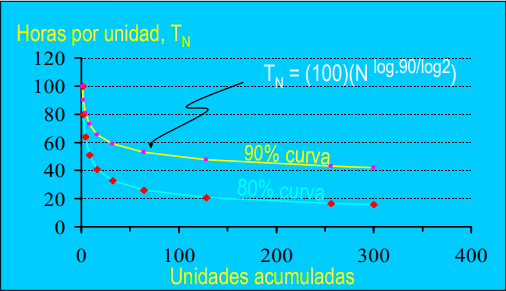 Horas por unidad, TN
120
100
80
60
40
20
0
TN = (100)(N log.90/log2)
90% curva
80% curva
0 100 200 300 400
Unidades acumuladas